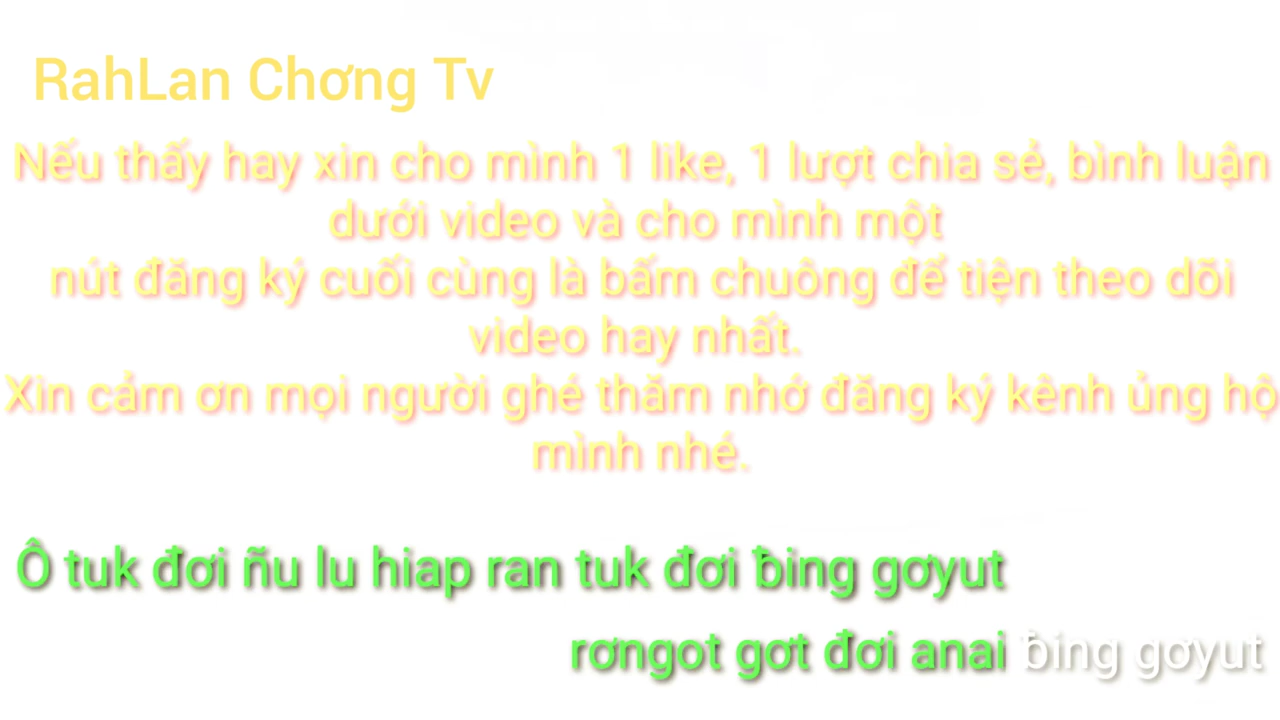 RahLan Chơng Tv
Nếu thấy hay xin cho mình 1 like, 1 lượt chia sẻ, bình luận
dưới video và cho mình một
nút đăng ký cuối cùng là bấm chuông để tiện theo dõi
video hay nhất.
Xin cảm ơn mọi người ghé thăm nhớ đăng ký kênh ủng hộ
mình nhé.
Ô tuk đơi ñu lu hiap ran tuk đơi ƀing gơyut
rơngot gơt đơi anai ƀing gơyut